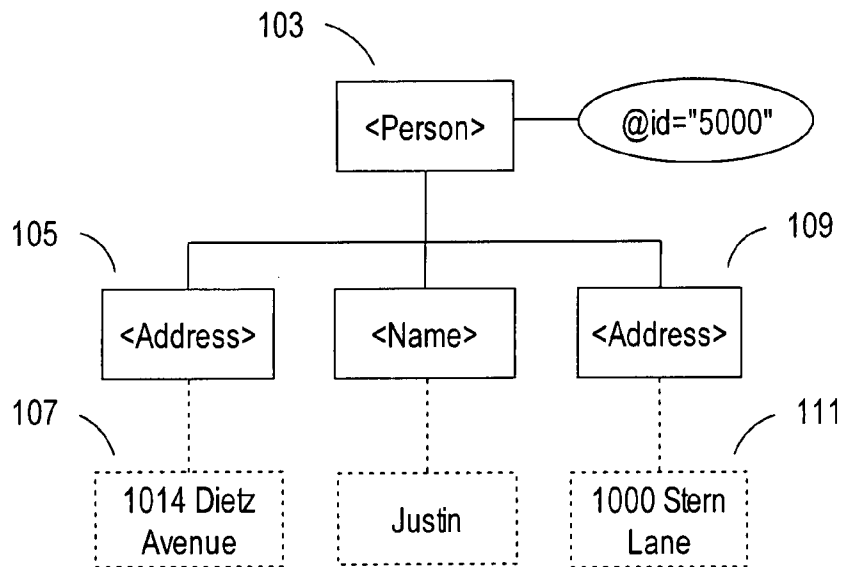 103
<Person>
@id="5000"
105
109
<Address>
<Name>
<Address>
107
111
1014 Dietz
Avenue
Justin
1000 Stern
Lane